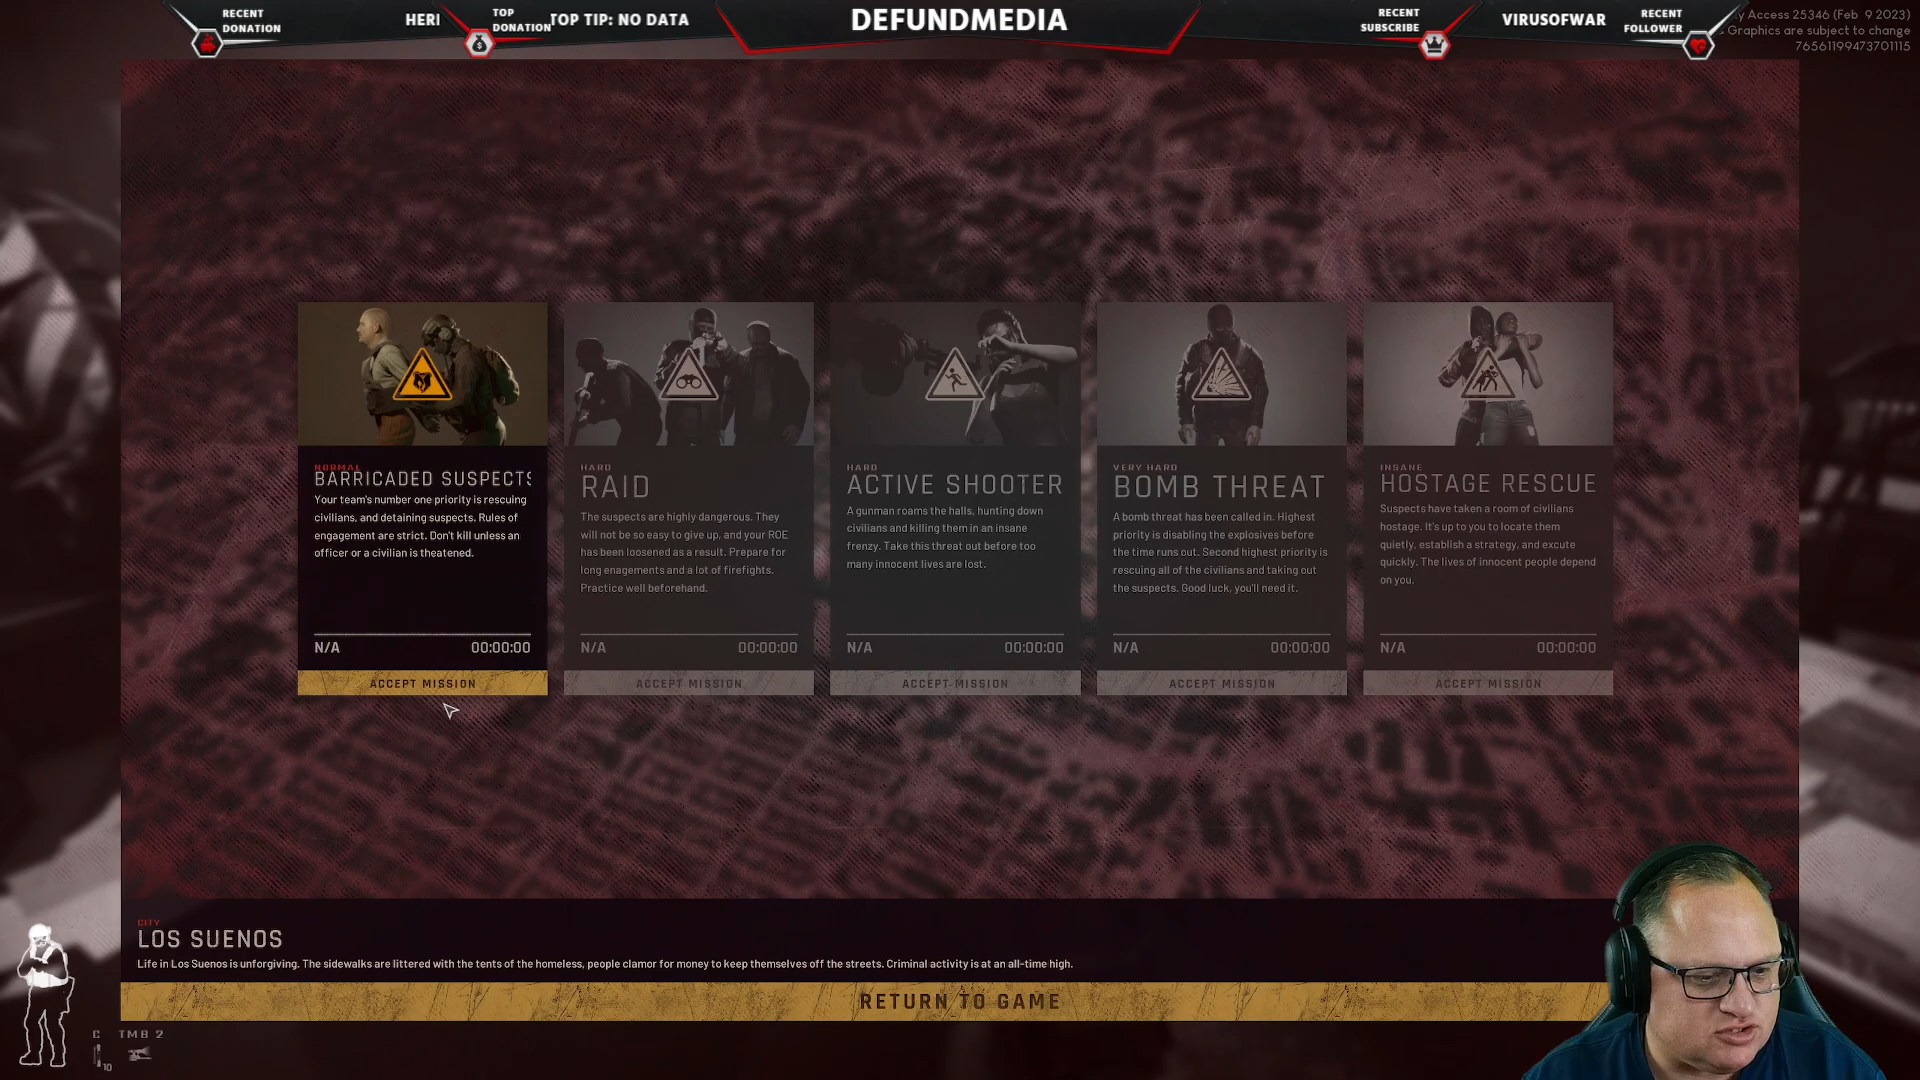 RECENT
DONATION
HERI
TOP
DONATION
TOP TIP: NO DATA
DEFUNDMEDIA
RECENT
SUBSCRIBE
VIRUSOFWAR
RECENT
FOLLOWER
Access 25346 (Feb 9 2023)
Graphics are subject to change
76561199473701115
NORMAL
BARRICADED SUSPECTS
Your team's number one priority is rescuing
civilians, and detaining suspects. Rules of
engagement are strict. Don't kill unless an
officer or a civilian is theatened.
N/A 00:00:00
ACCEPT MISSION
HARD
RAID
The suspects are highly dangerous. They
will not be so easy to give up, and your ROE
has been loosened as a result. Prepare for
long enagements and a lot of firefights.
Practice well beforehand.
N/A 00:00:00
ACCEPT MISSION
HARD
ACTIVE SHOOTER
A gunman roams the halls, hunting down
civilians and killing them in an insane
frenzy. Take this threat out before too
many innocent lives are lost.
N/A 00:00:00
ACCEPT MISSION
VERY HARD
BOMB THREAT
A bomb threat has been called in. Highest
priority is disabling the explosives before
the time runs out. Second highest priority is
rescuing all of the civilians and taking out
the suspects. Good luck, you'll need it.
N/A 00:00:00
ACCEPT MISSION
INSANE
HOSTAGE RESCUE
Suspects have taken a room of civilians
hostage. It's up to you to locate them
quietly, establish a strategy, and excute
quickly. The lives of innocent people depend
on you.
N/A 00:00:00
ACCEPT MISSION
CITY
LOS SUENOS
Life in Los Suenos is unforgiving. The sidewalks are littered with the tents of the homeless, people clamor for money to keep themselves off the streets. Criminal activity is at an all-time high.
RETURN TO GAME
C TMB 2
10